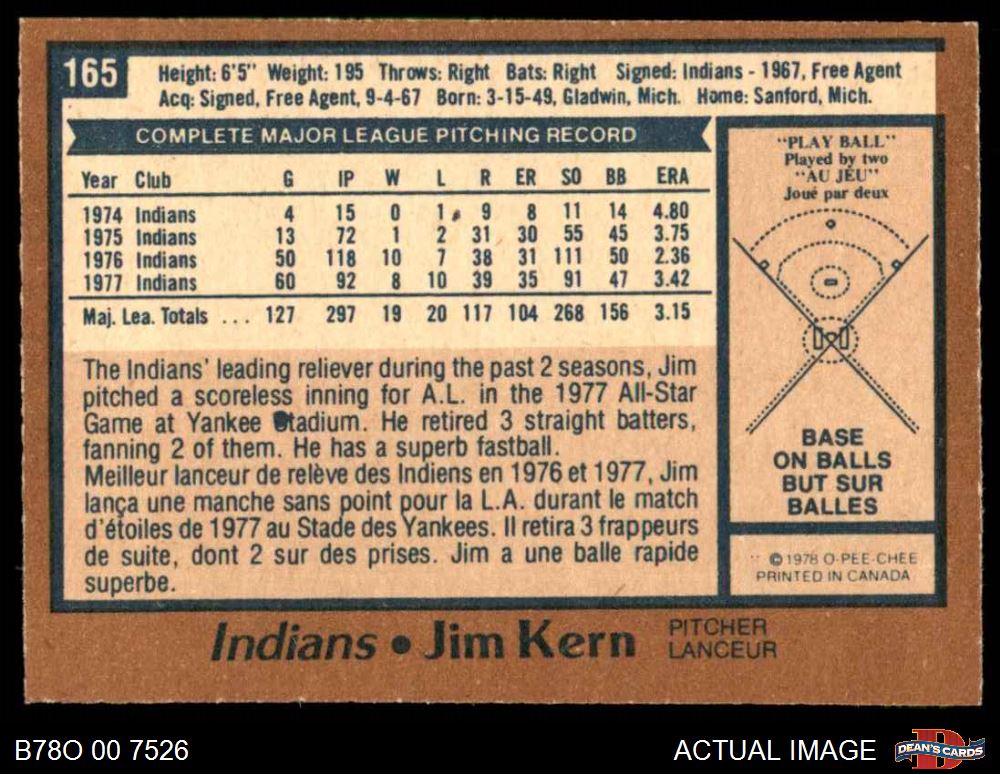 165
Height: 6'5" Weight: 195 Throws: Right Bats: Right Signed: Indians - 1967, Free Agent
Acq: Signed, Free Agent, 9-4-67 Born: 3-15-49, Gladwin, Mich. Home: Sanford, Mich.
COMPLETE MAJOR LEAGUE PITCHING RECORD
Year Club G IP W L R ER SO BB ERA
1974 Indians 4 15 0 1 9 8 11 14 4.80
1975 Indians 13 72 1 2 31 30 55 45 3.75
1976 Indians 50 118 10 7 38 31 111 50 2.36
1977 Indians 60 92 8 10 39 35 91 47 3.42
Maj. Lea. Totals ... 127 297 19 20 117 104 268 156 3.15
The Indians' leading reliever during the past 2 seasons, Jim
pitched a scoreless inning for A.L. in the 1977 All-Star
Game at Yankee Stadium. He retired 3 straight batters,
fanning 2 of them. He has a superb fastball.
Meilleur lanceur de relève des Indiens en 1976 et 1977, Jim
lança une manche sans point pour la L.A. durant le match
d'étoiles de 1977 au Stade des Yankees. Il retira 3 frappeurs
de suite, dont 2 sur des prises. Jim a une balle rapide
superbe.
"PLAY BALL"
Played by two
"AU JEU"
Joué par deux
BASE
ON BALLS
BUT SUR
BALLES
© 1978 O-PEE-CHEE
PRINTED IN CANADA
Indians • Jim Kern
PITCHER
LANCEUR
B78O 00 7526
ACTUAL IMAGE
DEAN'S CARDS